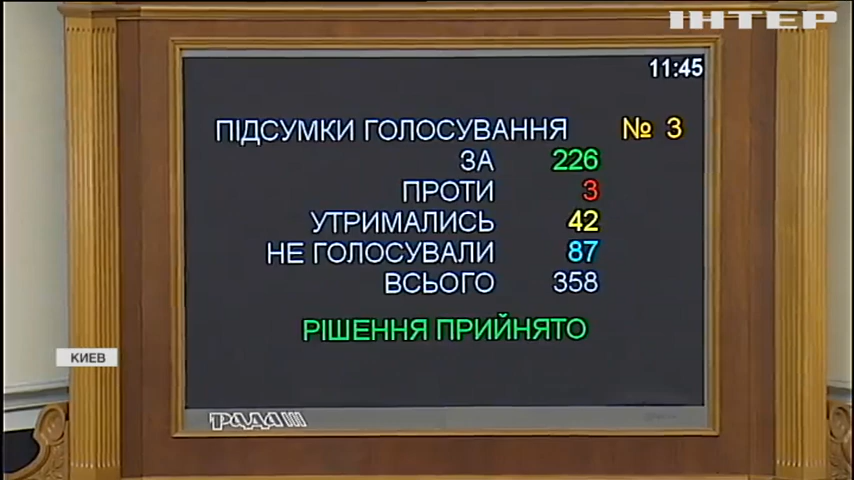 ІНТЕР
11:45
ПІДСУМКИ ГОЛОСУВАННЯ № 3
ЗА 226
ПРОТИ 3
УТРИМАЛИСЬ 42
НЕ ГОЛОСУВАЛИ 87
ВСЬОГО 358
РІШЕННЯ ПРИЙНЯТО
КИЕВ
РАДА